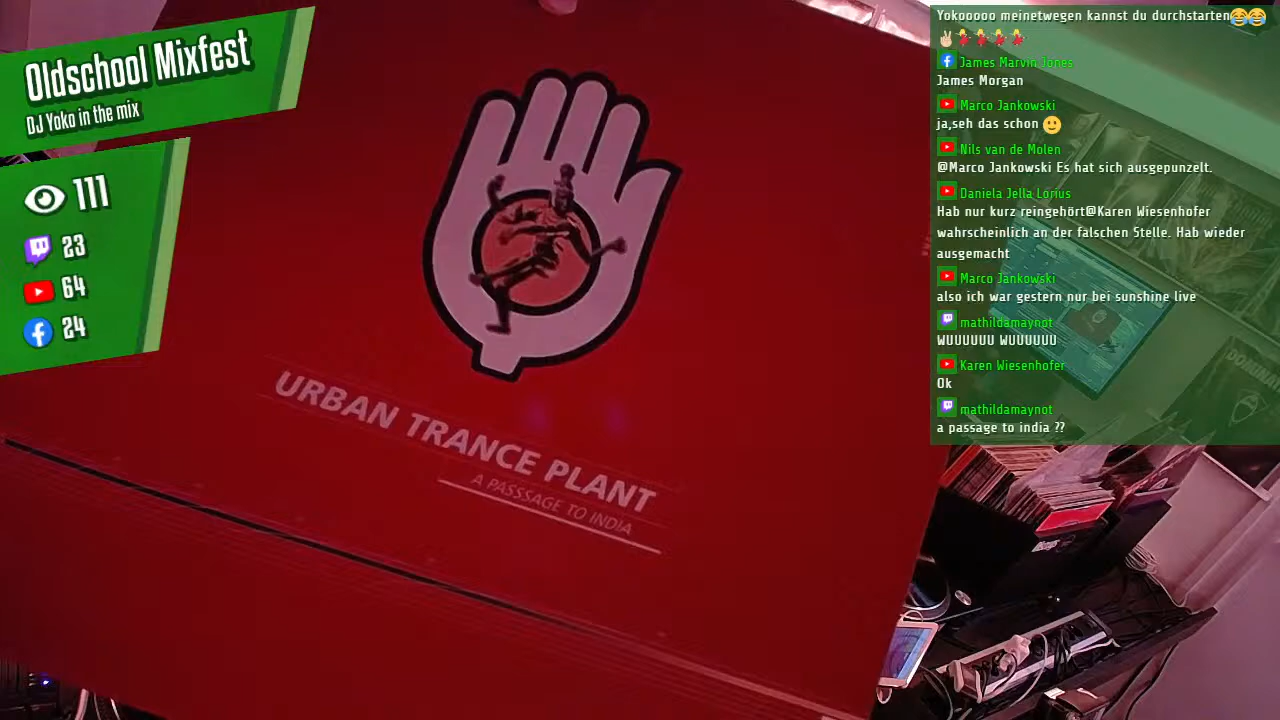 Oldschool Mixfest
DJ Yoko in the mix
111
23
64
24
URBAN TRANCE PLANT
A PASSSAGE TO INDIA
Yokooooo meinetwegen kannst du durchstarten😂😂
✌🏻💃💃💃💃
James Marvin Jones
James Morgan
Marco Jankowski
ja,seh das schon 🙂
Nils van de Molen
@Marco Jankowski Es hat sich ausgepunzelt.
Daniela Jella Lorius
Hab nur kurz reingehört@Karen Wiesenhofer
wahrscheinlich an der falschen Stelle. Hab wieder
ausgemacht
Marco Jankowski
also ich war gestern nur bei sunshine live
mathildamaynot
WUUUUUU WUUUUUU
Karen Wiesenhofer
Ok
mathildamaynot
a passage to india ??